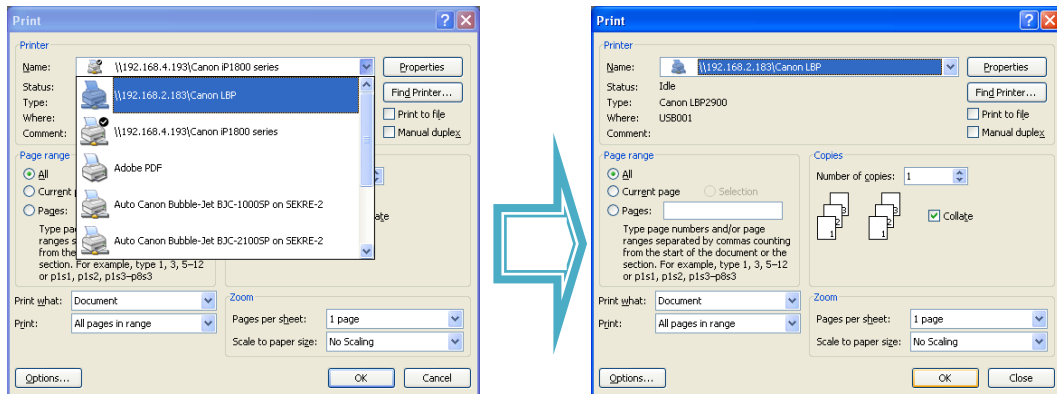 Print
Printer
Name: \\192.168.4.193\Canon iP1800 series
Properties
Status:
\\192.168.2.183\Canon LBP
Find Printer...
Type:
Where:
Print to file
Comment:
\\192.168.4.193\Canon iP1800 series
Manual duplex
Page range
All
Adobe PDF
Current
Pages:
Auto Canon Bubble-Jet BJC-1000SP on SEKRE-2
Type
ranges
from the
Auto Canon Bubble-Jet BJC-2100SP on SEKRE-2
section. For example, type 1, 3, 5–12
or p1s1, p1s2, p1s3–p8s3
Print what: Document
Print: All pages in range
Zoom
Pages per sheet: 1 page
Scale to paper size: No Scaling
Options...
OK
Cancel
Print
Printer
Name: \\192.168.2.183\Canon LBP
Properties
Status: Idle
Find Printer...
Type: Canon LBP2900
Where: USB001
Print to file
Comment:
Manual duplex
Page range
All
Current page
Selection
Pages:
Type page numbers and/or page
ranges separated by commas counting
from the start of the document or the
section. For example, type 1, 3, 5–12
or p1s1, p1s2, p1s3–p8s3
Copies
Number of copies: 1
3 3
2 2
1 1
Collate
Print what: Document
Print: All pages in range
Zoom
Pages per sheet: 1 page
Scale to paper size: No Scaling
Options...
OK
Close